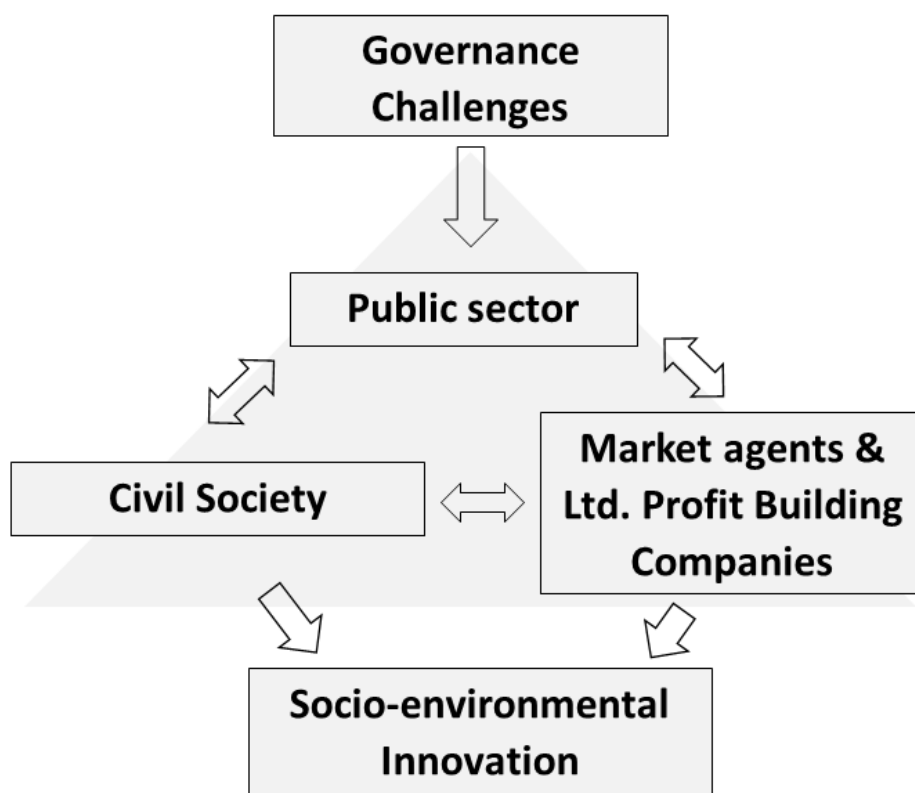 Governance
Challenges
Public sector
Civil Society
Market agents &
Ltd. Profit Building
Companies
Socio-environmental
Innovation